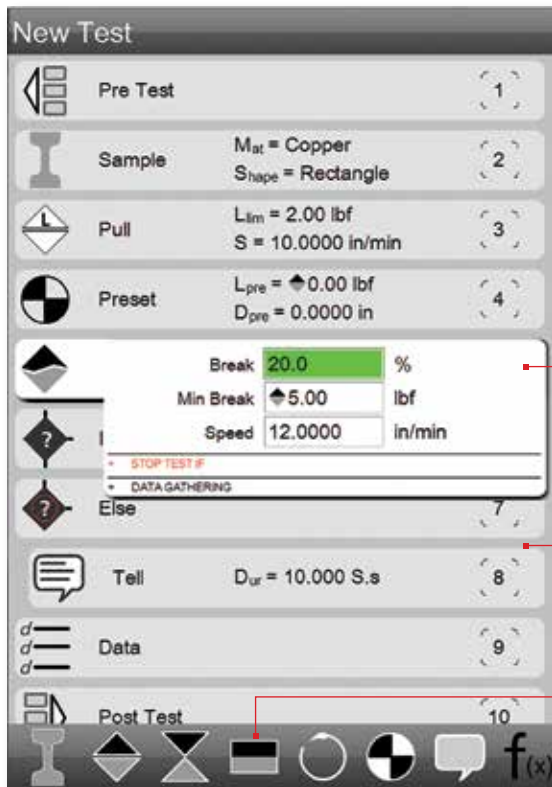 New Test
Pre Test
1
Sample
Mat = Copper
Shape = Rectangle
2
Pull
L
Llim = 2.00 lbf
S = 10.0000 in/min
3
Preset
Lpre = 0.00 lbf
Dpre = 0.0000 in
4
Break 20.0 %
Min Break 5.00 lbf
Speed 12.0000 in/min
?
+ STOP TEST IF
+ DATA GATHERING
?
Else
7
Tell
Dur = 10.000 S.s
8
d
d
d
Data
9
Post Test
10
f(x)